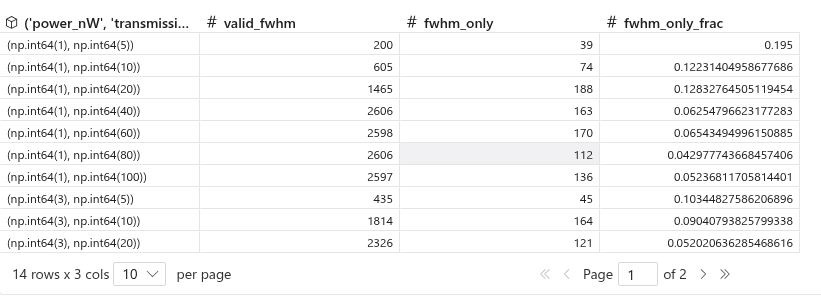 ('power_nW', 'transmissi... # valid_fwhm # fwhm_only # fwhm_only_frac
(np.int64(1), np.int64(5)) 200 39 0.195
(np.int64(1), np.int64(10)) 605 74 0.12231404958677686
(np.int64(1), np.int64(20)) 1465 188 0.12832764505119454
(np.int64(1), np.int64(40)) 2606 163 0.06254796623177283
(np.int64(1), np.int64(60)) 2598 170 0.06543494996150885
(np.int64(1), np.int64(80)) 2606 112 0.042977743668457406
(np.int64(1), np.int64(100)) 2597 136 0.05236811705814401
(np.int64(3), np.int64(5)) 435 45 0.10344827586206896
(np.int64(3), np.int64(10)) 1814 164 0.09040793825799338
(np.int64(3), np.int64(20)) 2326 121 0.052020636285468616
14 rows x 3 cols 10 per page Page 1 of 2